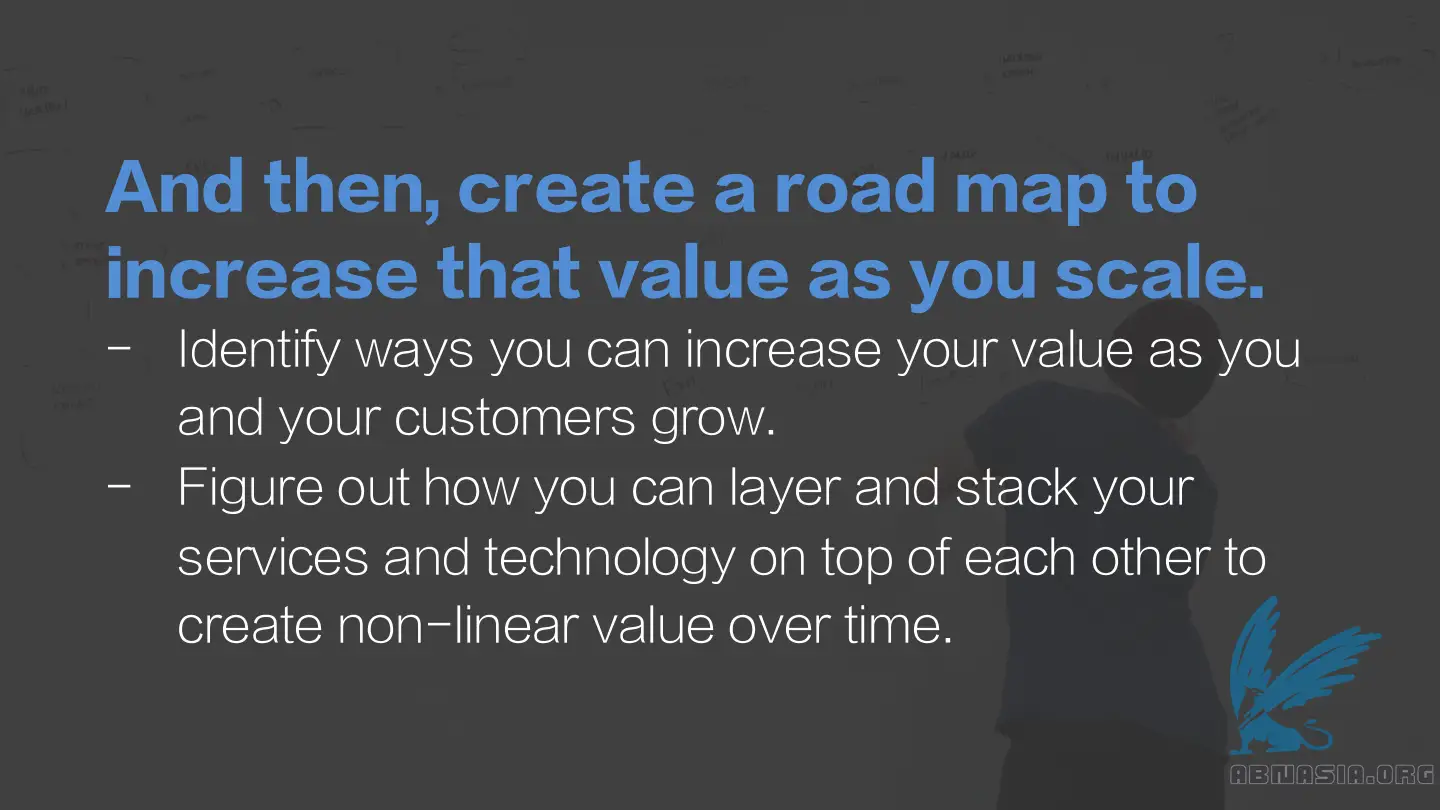 And then, create a road map to
increase that value as you scale.
- Identify ways you can increase your value as you
and your customers grow.
- Figure out how you can layer and stack your
services and technology on top of each other to
create non-linear value over time.
ABNASIA.ORG